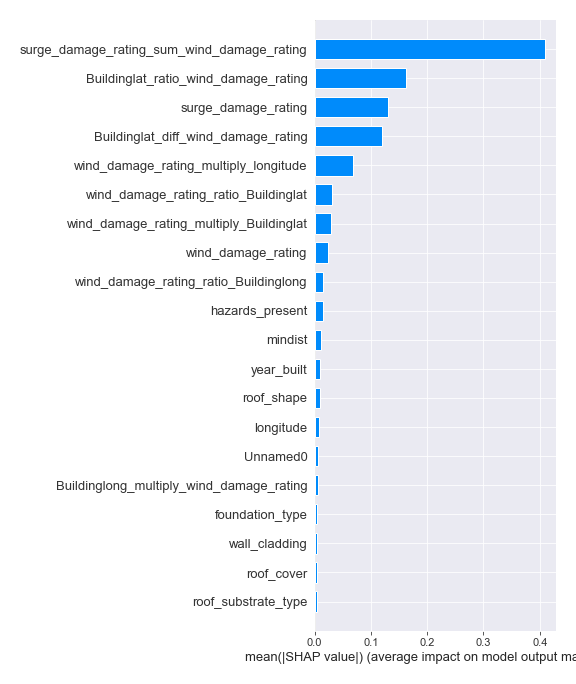 surge_damage_rating_sum_wind_damage_rating
Buildinglat_ratio_wind_damage_rating
surge_damage_rating
Buildinglat_diff_wind_damage_rating
wind_damage_rating_multiply_longitude
wind_damage_rating_ratio_Buildinglat
wind_damage_rating_multiply_Buildinglat
wind_damage_rating
wind_damage_rating_ratio_Buildinglong
hazards_present
mindist
year_built
roof_shape
longitude
Unnamed0
Buildinglong_multiply_wind_damage_rating
foundation_type
wall_cladding
roof_cover
roof_substrate_type
0.0 0.1 0.2 0.3 0.4
mean(|SHAP value|) (average impact on model output ma